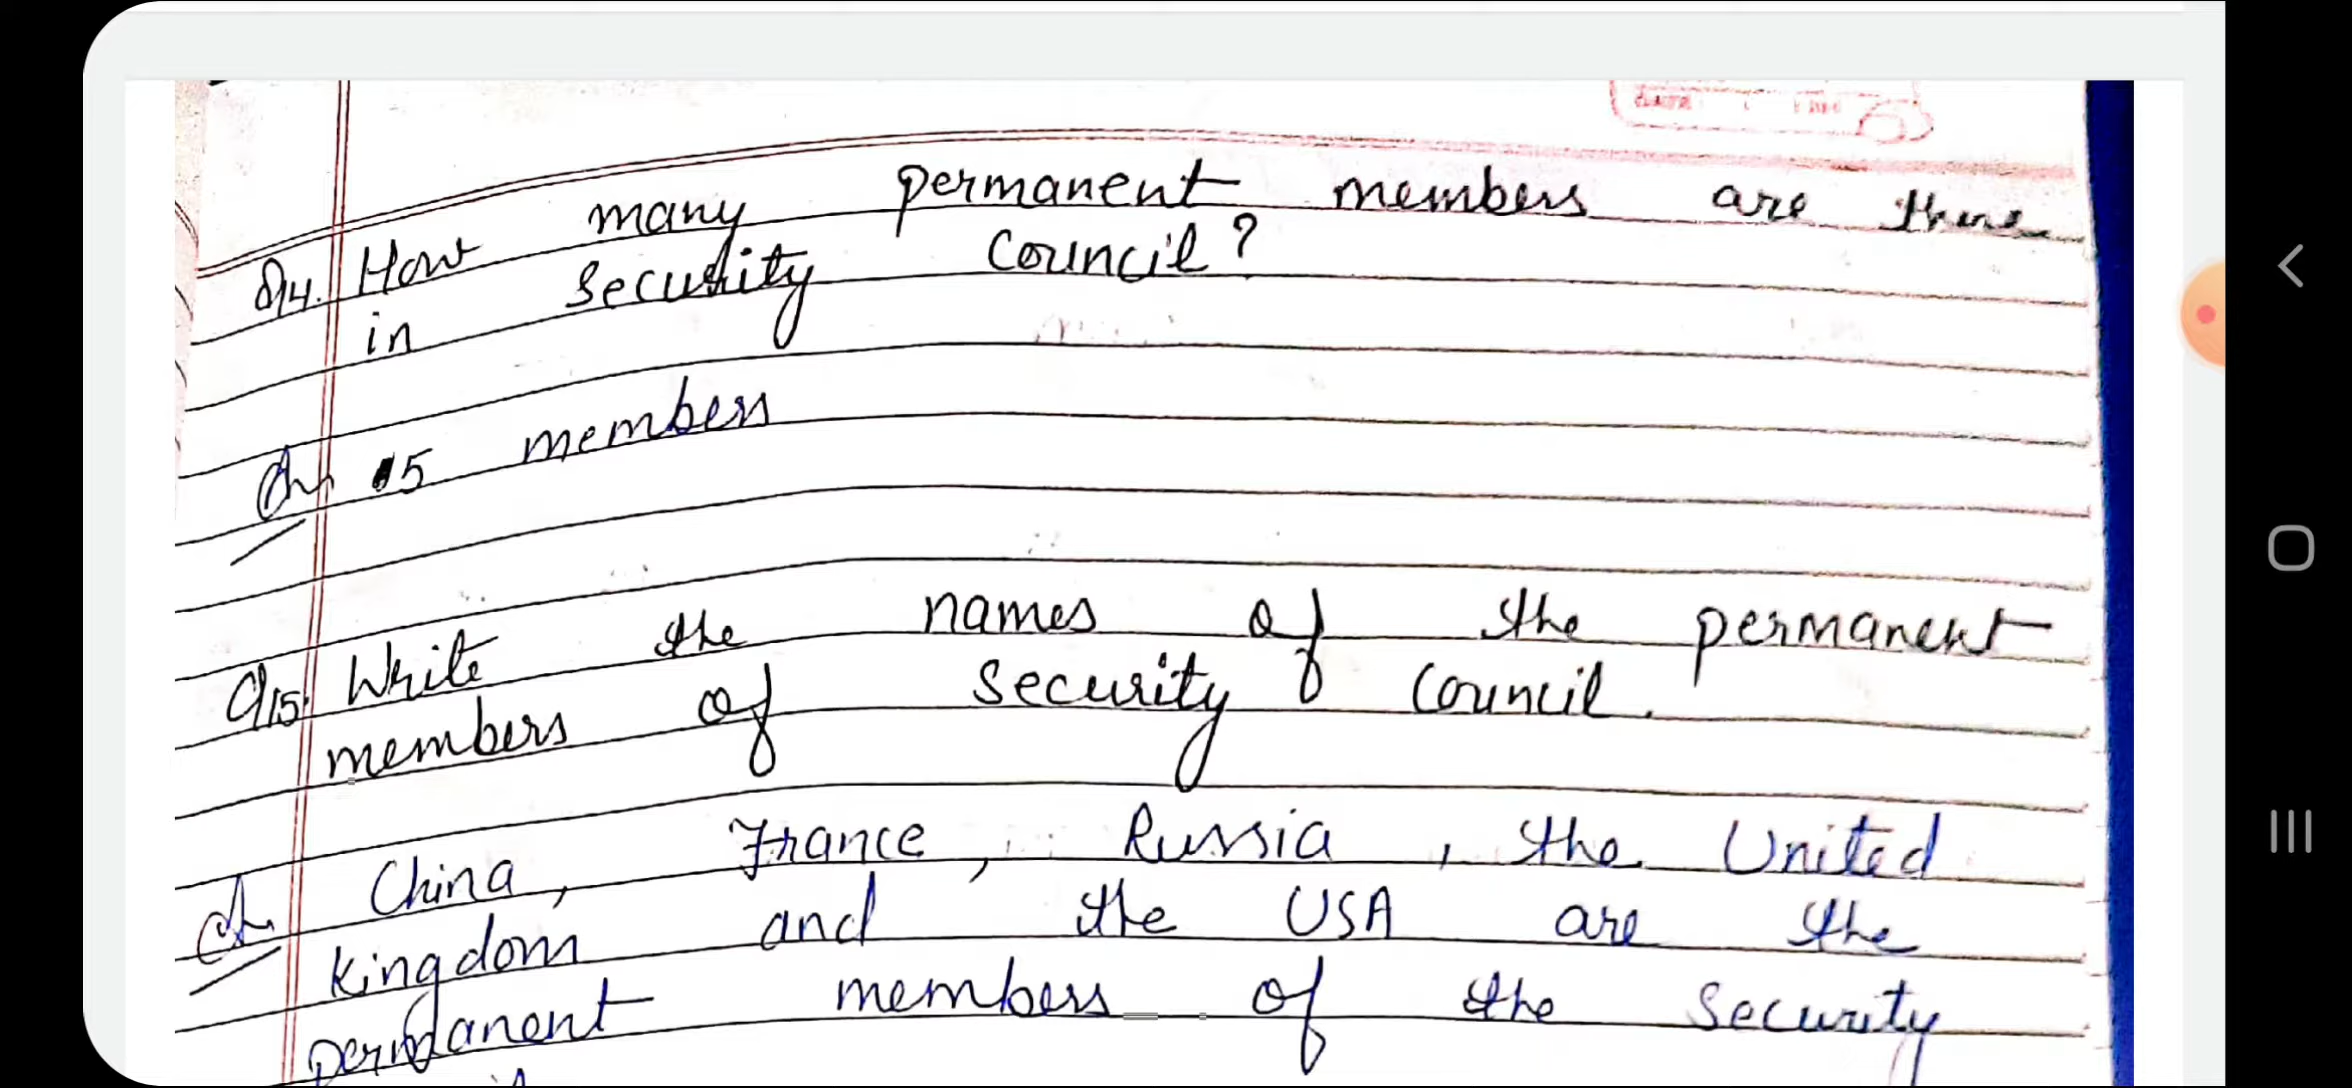 Q14. How many permanent members are there
in security council?
Ans 5 members
Q15. Write the names of the permanent
members of security council.
Ans China, France, Russia, the United
kingdom and the USA are the
permanent members of the Security